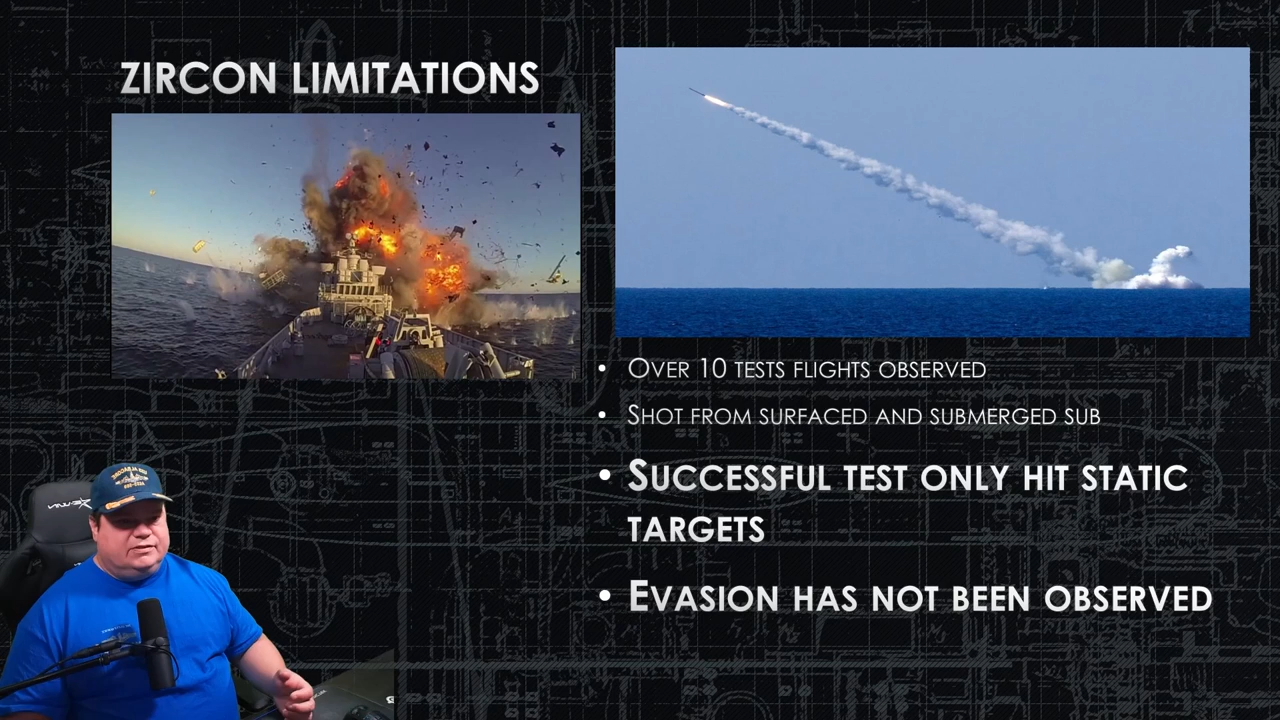 ZIRCON LIMITATIONS
• OVER 10 TESTS FLIGHTS OBSERVED
• SHOT FROM SURFACED AND SUBMERGED SUB
• SUCCESSFUL TEST ONLY HIT STATIC
TARGETS
• EVASION HAS NOT BEEN OBSERVED